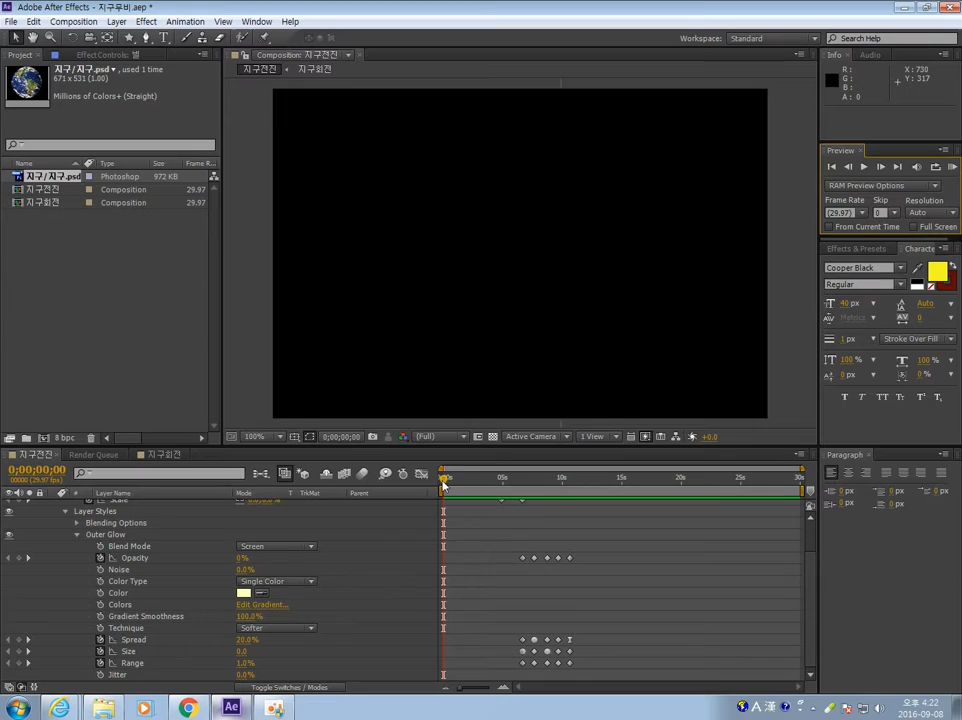 Adobe After Effects - 지구무비.aep *
File Edit Composition Layer Effect Animation View Window Help
Workspace: Standard Search Help
Project Effect Controls: 별 Composition: 지구전진 Info Audio
지구전진 지구회전
지구/지구.psd , used 1 time
671 x 531 (1.00)
Millions of Colors+ (Straight)
R : X : 730
G : Y : 317
B :
A : 0
Preview
RAM Preview Options
Frame Rate Skip Resolution
(29.97) 0 Auto
From Current Time Full Screen
Name Type Size Frame R...
지구/지구.psd Photoshop 972 KB
지구전진 Composition 29.97
지구회전 Composition 29.97
Effects & Presets Characte
Cooper Black
Regular
40 px Auto
Metrics 0
1 px Stroke Over Fill
100 % 100 %
0 px 0 %
T T TT Tr T¹ T₁
8 bpc
100% 0;00;00;00 (Full) Active Camera 1 View +0.0
지구전진 Render Queue 지구회전
0;00;00;00
00000 (29.97 fps)
00s 05s 10s 15s 20s 25s 30s
Layer Name Mode T TrkMat Parent
Layer Styles
Blending Options
Outer Glow
Blend Mode Screen
Opacity 0%
Noise 0.0%
Color Type Single Color
Color
Colors Edit Gradient...
Gradient Smoothness 100.0%
Technique Softer
Spread 20.0%
Size 0.0
Range 1.0%
Jitter 0.0%
Toggle Switches / Modes
Paragraph
0 px 0 px 0 px
0 px 0 px
A 漢
오후 4:22
2016-09-08